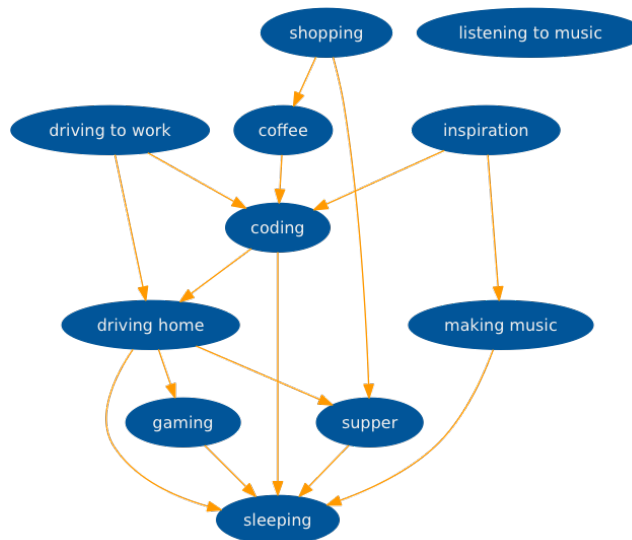 shopping
listening to music
driving to work
coffee
inspiration
coding
driving home
making music
gaming
supper
sleeping